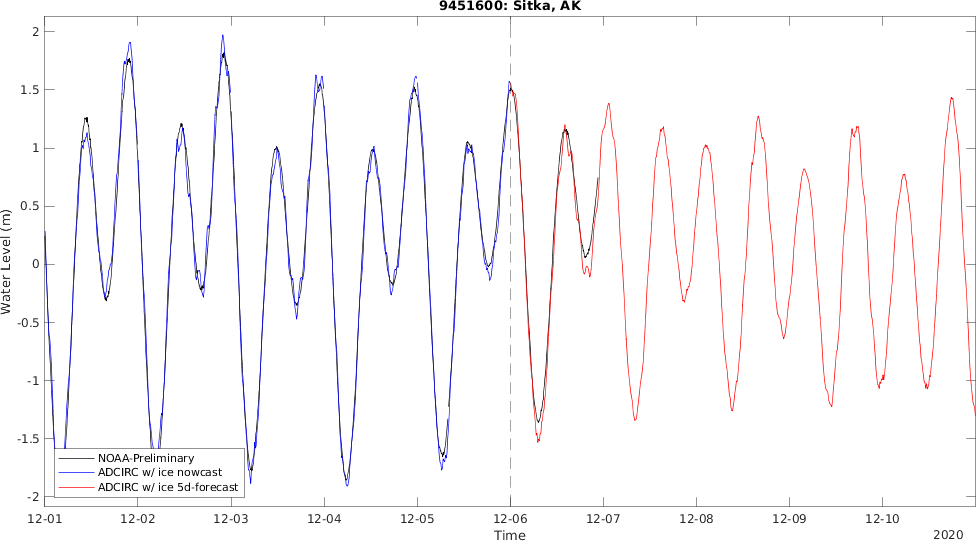 9451600: Sitka, AK
Water Level (m)
2
1.5
1
0.5
0
-0.5
-1
-1.5
-2
NOAA-Preliminary
ADCIRC w/ ice nowcast
ADCIRC w/ ice 5d-forecast
12-01 12-02 12-03 12-04 12-05 12-06 12-07 12-08 12-09 12-10
Time
2020